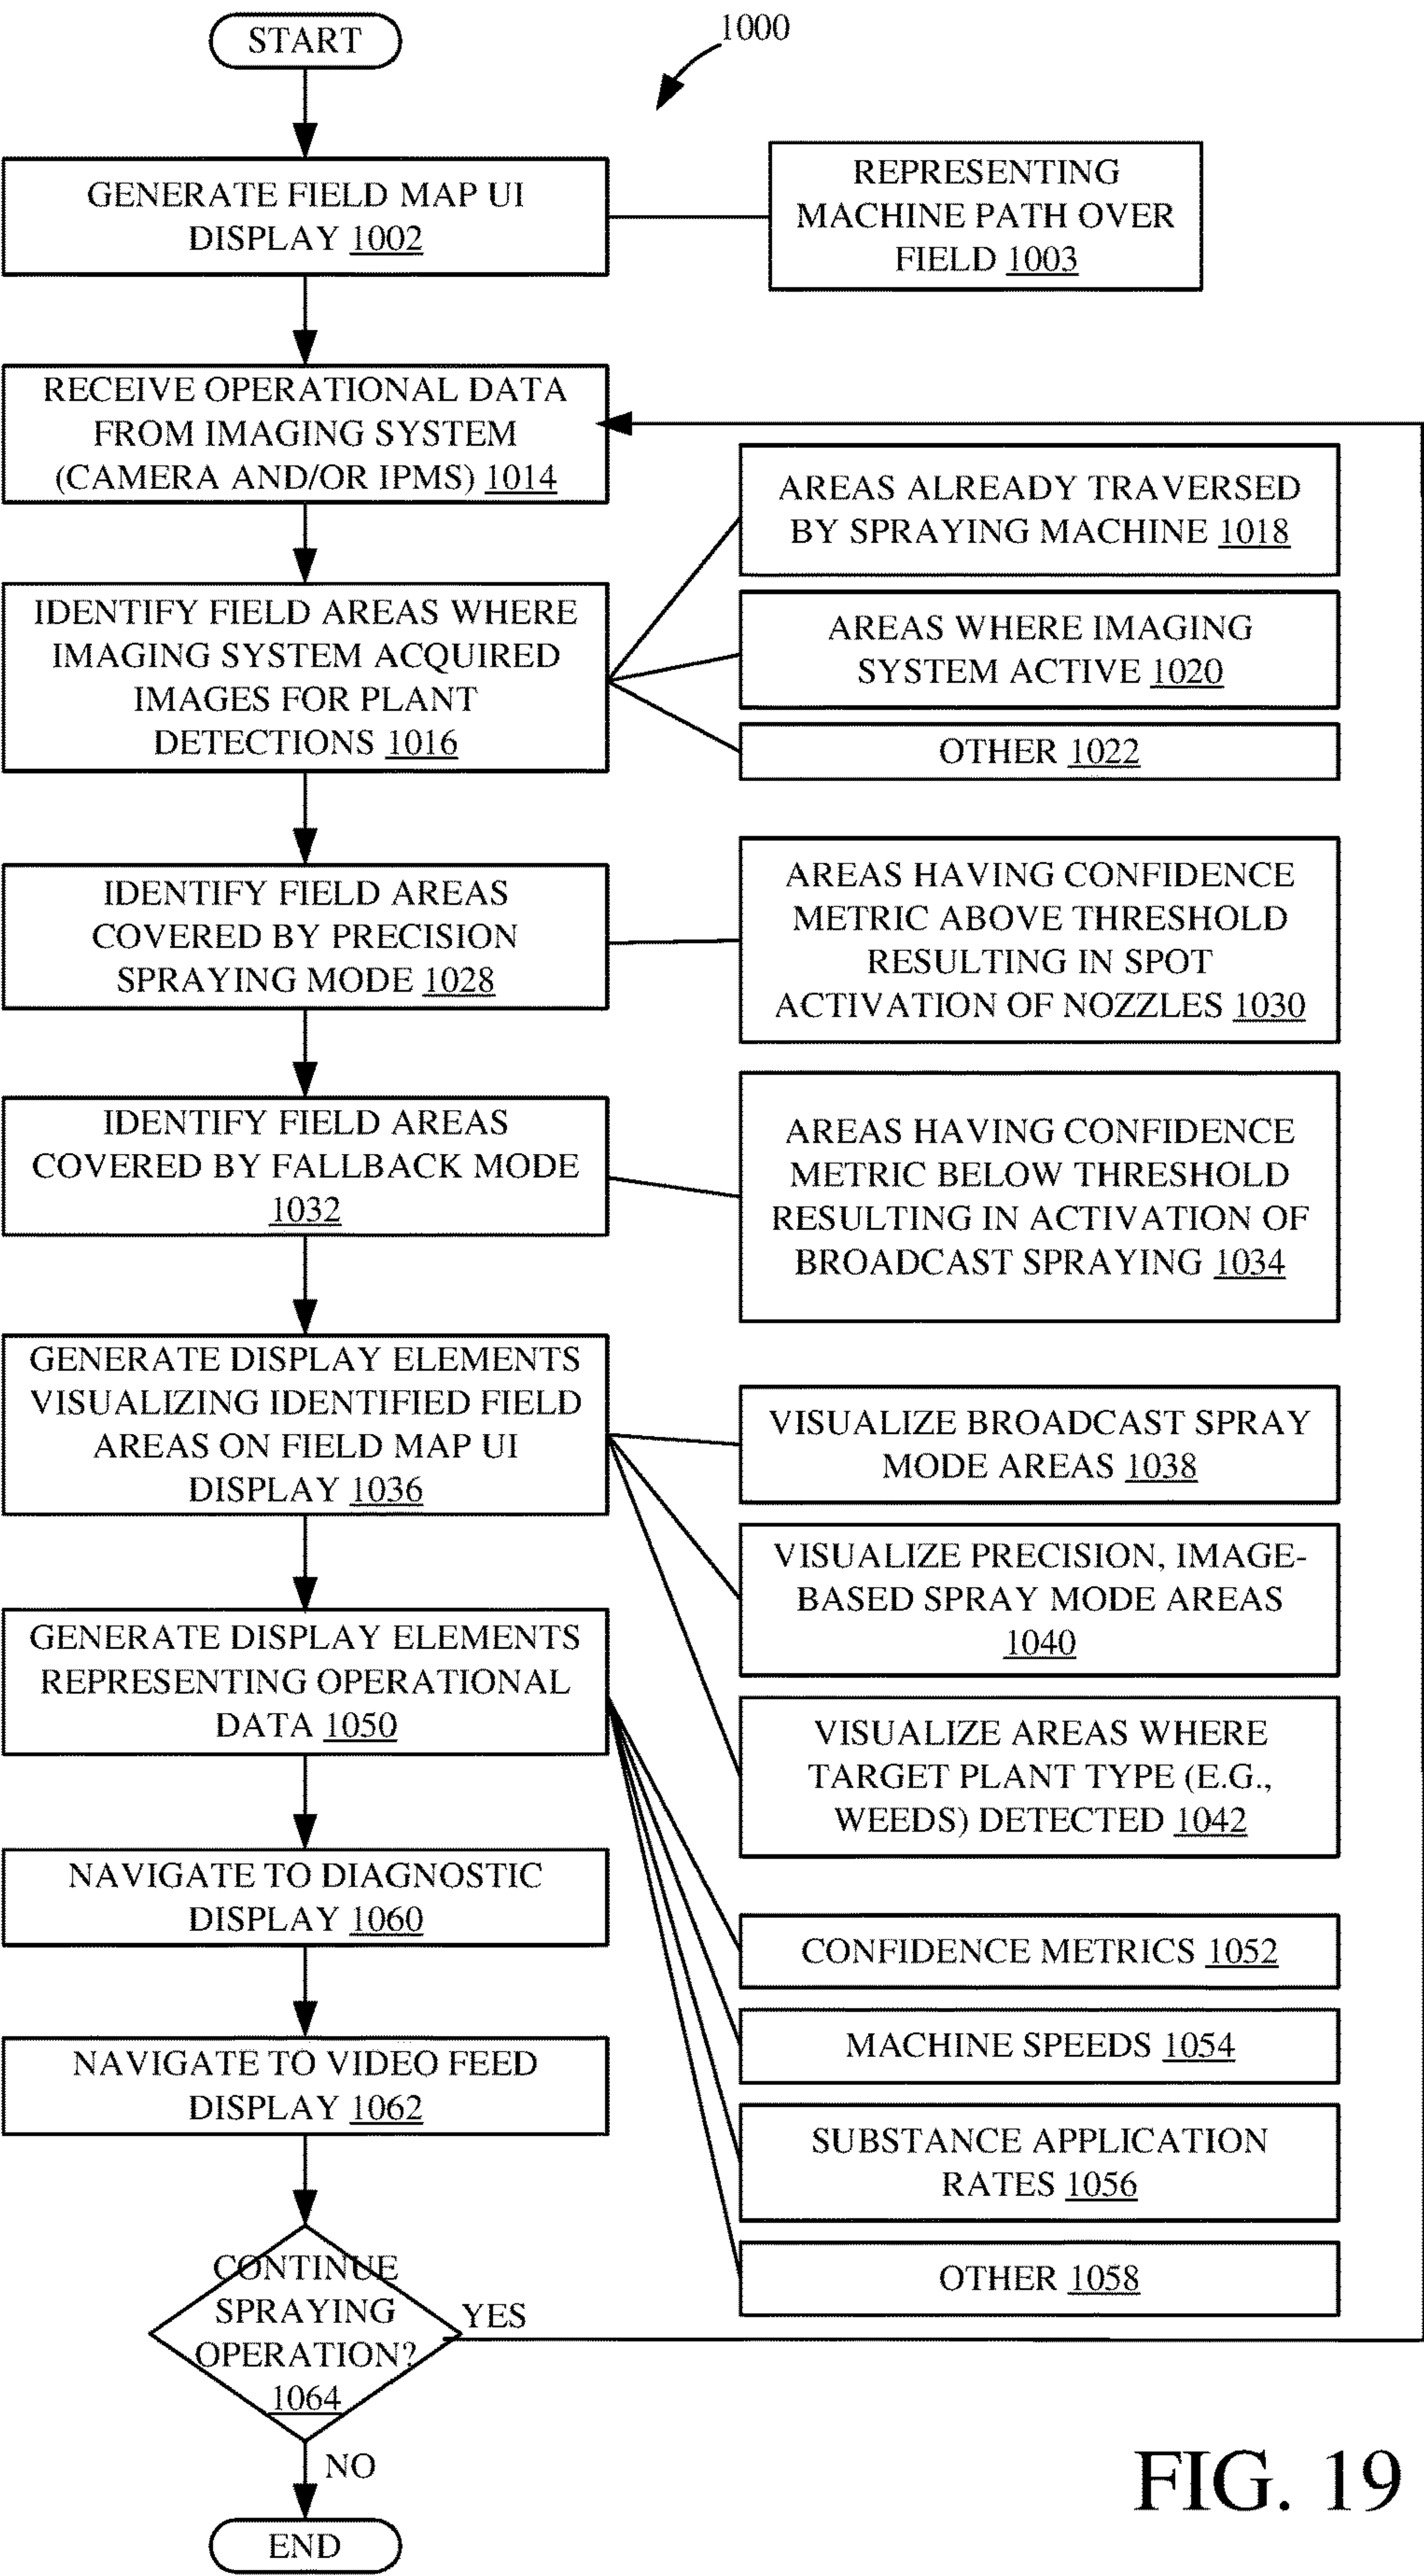 START
1000
GENERATE FIELD MAP UI
DISPLAY 1002
REPRESENTING
MACHINE PATH OVER
FIELD 1003
RECEIVE OPERATIONAL DATA
FROM IMAGING SYSTEM
(CAMERA AND/OR IPMS) 1014
IDENTIFY FIELD AREAS WHERE
IMAGING SYSTEM ACQUIRED
IMAGES FOR PLANT
DETECTIONS 1016
AREAS ALREADY TRAVERSED
BY SPRAYING MACHINE 1018
AREAS WHERE IMAGING
SYSTEM ACTIVE 1020
OTHER 1022
IDENTIFY FIELD AREAS
COVERED BY PRECISION
SPRAYING MODE 1028
AREAS HAVING CONFIDENCE
METRIC ABOVE THRESHOLD
RESULTING IN SPOT
ACTIVATION OF NOZZLES 1030
IDENTIFY FIELD AREAS
COVERED BY FALLBACK MODE
1032
AREAS HAVING CONFIDENCE
METRIC BELOW THRESHOLD
RESULTING IN ACTIVATION OF
BROADCAST SPRAYING 1034
GENERATE DISPLAY ELEMENTS
VISUALIZING IDENTIFIED FIELD
AREAS ON FIELD MAP UI
DISPLAY 1036
VISUALIZE BROADCAST SPRAY
MODE AREAS 1038
VISUALIZE PRECISION, IMAGE-
BASED SPRAY MODE AREAS
1040
VISUALIZE AREAS WHERE
TARGET PLANT TYPE (E.G.,
WEEDS) DETECTED 1042
GENERATE DISPLAY ELEMENTS
REPRESENTING OPERATIONAL
DATA 1050
CONFIDENCE METRICS 1052
MACHINE SPEEDS 1054
SUBSTANCE APPLICATION
RATES 1056
OTHER 1058
NAVIGATE TO DIAGNOSTIC
DISPLAY 1060
NAVIGATE TO VIDEO FEED
DISPLAY 1062
CONTINUE
SPRAYING
OPERATION?
1064
YES
NO
END
FIG. 19